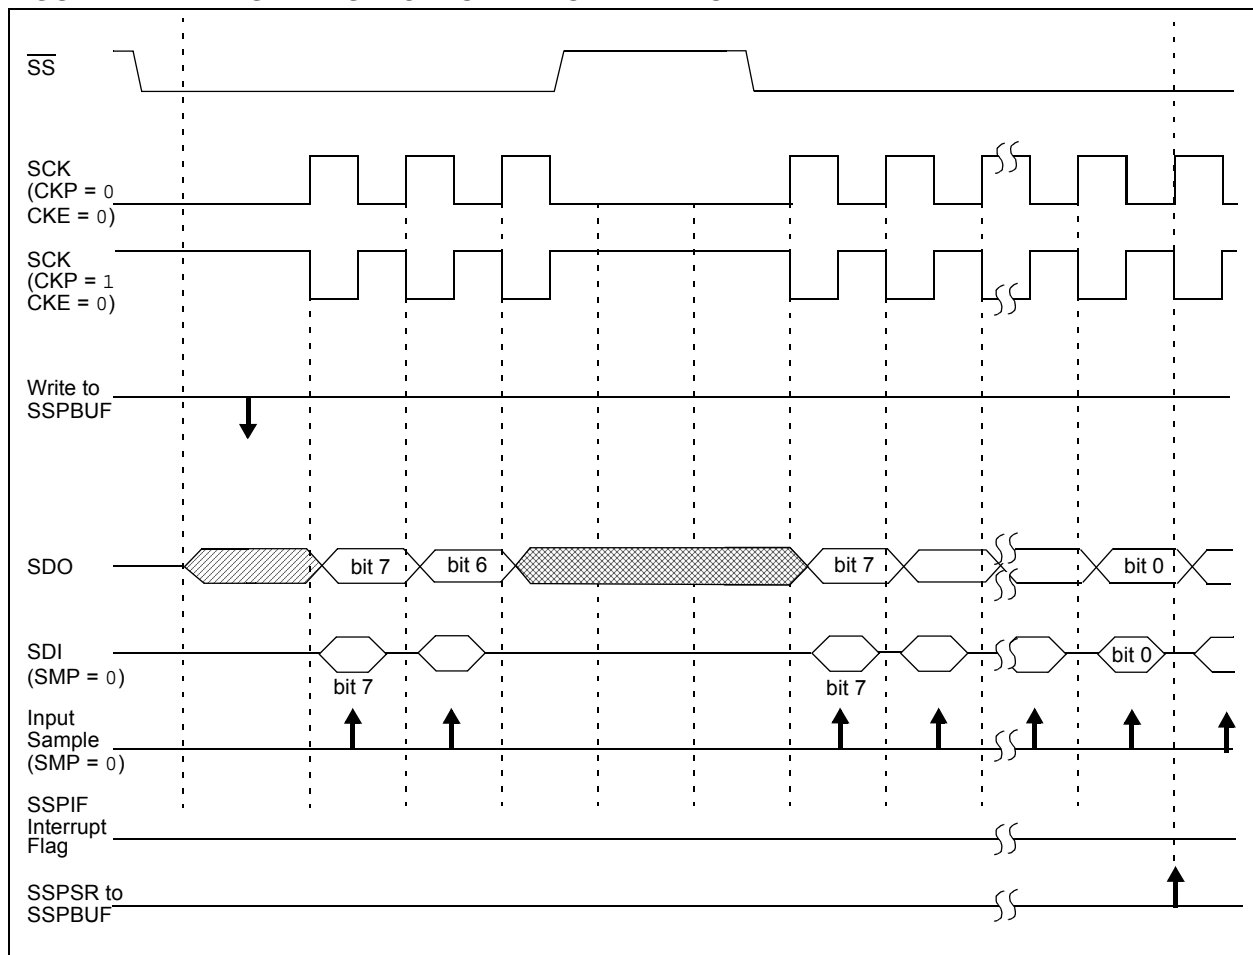 SS
SCK
(CKP = 0
CKE = 0)
SCK
(CKP = 1
CKE = 0)
Write to
SSPBUF
SDO
bit 7
bit 6
bit 7
bit 0
SDI
(SMP = 0)
bit 7
bit 7
bit 0
Input
Sample
(SMP = 0)
SSPIF
Interrupt
Flag
SSPSR to
SSPBUF